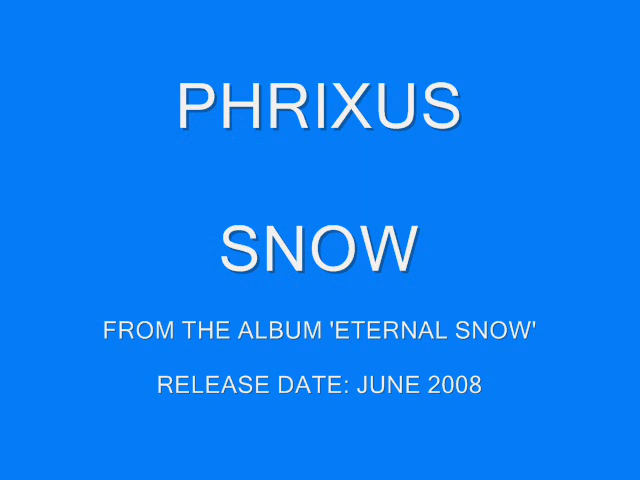 PHRIXUS
SNOW
FROM THE ALBUM 'ETERNAL SNOW'
RELEASE DATE: JUNE 2008